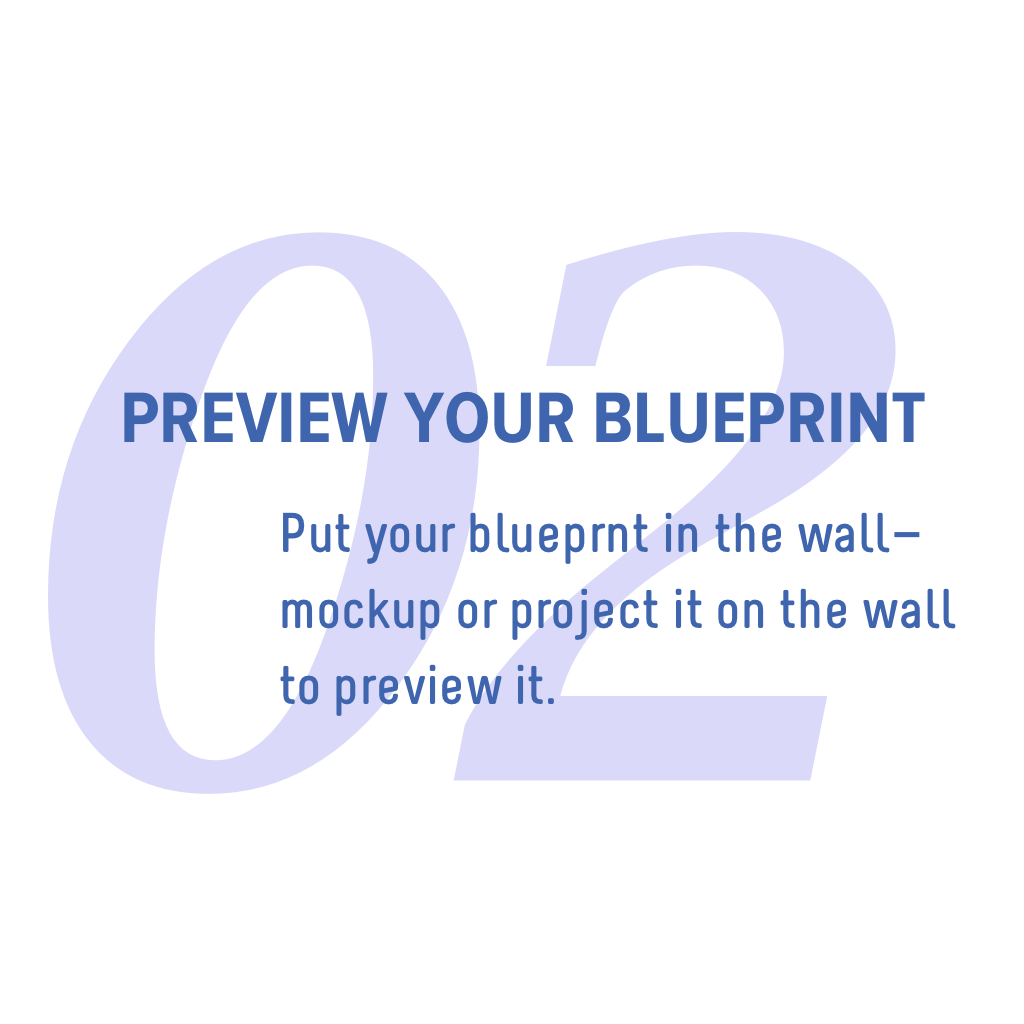 02
PREVIEW YOUR BLUEPRINT
Put your blueprnt in the wall–
mockup or project it on the wall
to preview it.